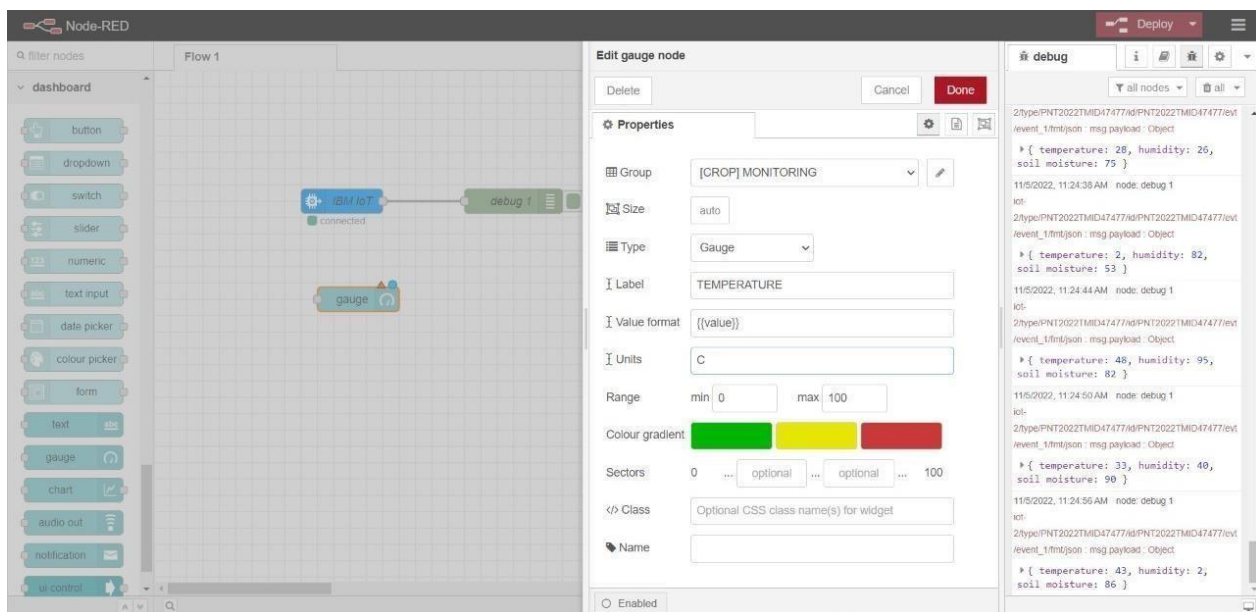 Node-RED
Deploy
filter nodes
dashboard
button
dropdown
switch
slider
numeric
text input
date picker
colour picker
form
text
gauge
chart
audio out
notification
ui control
Flow 1
IBM IoT
connected
debug 1
gauge
Edit gauge node
Delete
Cancel
Done
Properties
Group
[CROP] MONITORING
Size
auto
Type
Gauge
Label
TEMPERATURE
Value format
{{value}}
Units
C
Range
min 0
max 100
Colour gradient
Sectors
0 ... optional ... optional ... 100
</> Class
Optional CSS class name(s) for widget
Name
Enabled
debug
all nodes
all
2/type/PNT2022TMID47477/id/PNT2022TMID47477/evt
/event_1/fmt/json : msg.payload : Object
{ temperature: 28, humidity: 26,
soil moisture: 75 }
11/5/2022, 11:24:38 AM node: debug 1
iot-
2/type/PNT2022TMID47477/id/PNT2022TMID47477/evt
/event_1/fmt/json : msg.payload : Object
{ temperature: 2, humidity: 82,
soil moisture: 53 }
11/5/2022, 11:24:44 AM node: debug 1
iot-
2/type/PNT2022TMID47477/id/PNT2022TMID47477/evt
/event_1/fmt/json : msg.payload : Object
{ temperature: 48, humidity: 95,
soil moisture: 82 }
11/5/2022, 11:24:50 AM node: debug 1
iot-
2/type/PNT2022TMID47477/id/PNT2022TMID47477/evt
/event_1/fmt/json : msg.payload : Object
{ temperature: 33, humidity: 40,
soil moisture: 90 }
11/5/2022, 11:24:56 AM node: debug 1
iot-
2/type/PNT2022TMID47477/id/PNT2022TMID47477/evt
/event_1/fmt/json : msg.payload : Object
{ temperature: 43, humidity: 2,
soil moisture: 86 }